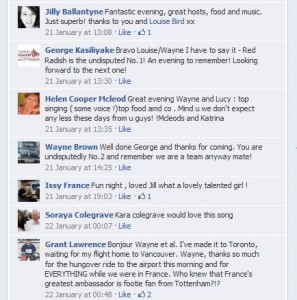 Jilly Ballantyne Fantastic evening, great hosts, food and music.
Just superb! thanks to you and Louise Bird xx
21 January at 13:08 · Like · 1
George Kasiliyake Bravo Louise/Wayne I have to say it - Red
Radish is the undisputed No.1! An evening to remember! Looking
forward to the next one!
21 January at 13:30 · Like
Helen Cooper Mcleod Great evening Wayne and Lucy : top
singing ( some voice !)top food amd co . Mind u we don't expect
any less these days from u guys! !Mcleods and Katrina
21 January at 13:35 · Like
Wayne Brown Well done George and thanks for coming. You are
undisputedly No.2 and remember we are a team anyway mate!
21 January at 14:25 · Like
Issy France Fun night , loved Jill what a lovely talented girl !
21 January at 19:03 · Like · 1
Soraya Colegrave Kara colegrave would love this song
22 January at 00:07 · Like
Grant Lawrence Bonjour Wayne et al. I've made it to Toronto,
waiting for my flight home to Vancouver. Wayne, thanks so much
for the hungover ride to the airport this morning and for
EVERYTHING while we were in France. Who knew that France's
greatest ambassador is footie fan from Tottenham?!?
22 January at 00:48 · Like · 2